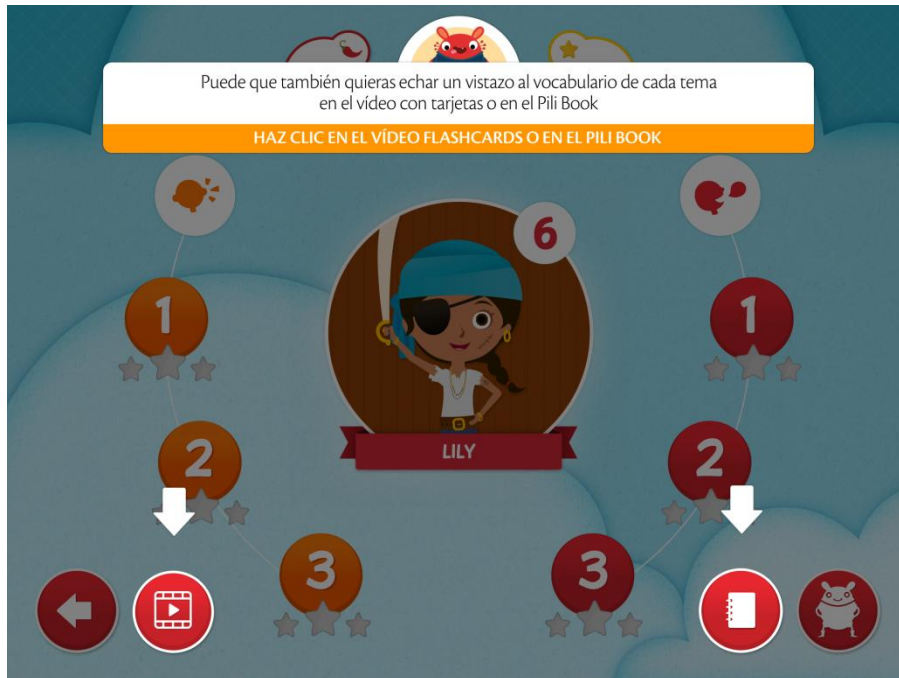 Puede que también quieras echar un vistazo al vocabulario de cada tema
en el vídeo con tarjetas o en el Pili Book
HAZ CLIC EN EL VÍDEO FLASHCARDS O EN EL PILI BOOK
6
1
1
LILY
2
2
3
3